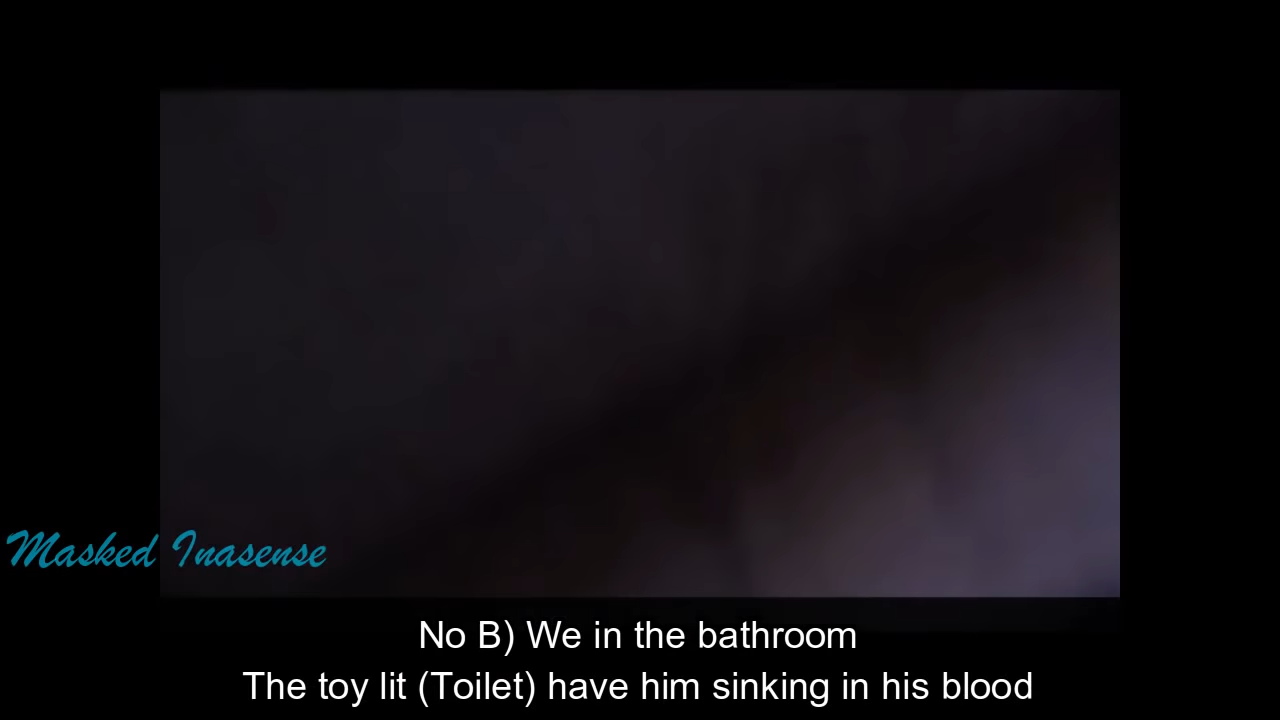 Masked Inasense
No B) We in the bathroom
The toy lit (Toilet) have him sinking in his blood